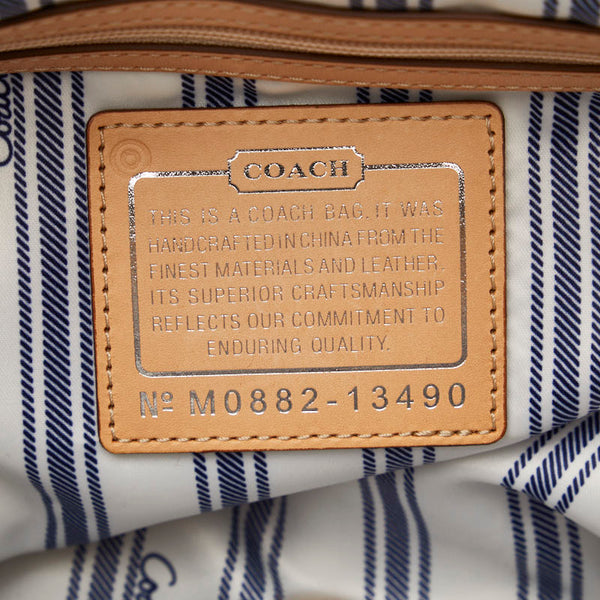 COACH
THIS IS A COACH BAG. IT WAS
HANDCRAFTED IN CHINA FROM THE
FINEST MATERIALS AND LEATHER.
ITS SUPERIOR CRAFTSMANSHIP
REFLECTS OUR COMMITMENT TO
ENDURING QUALITY.
Nº M0882-13490